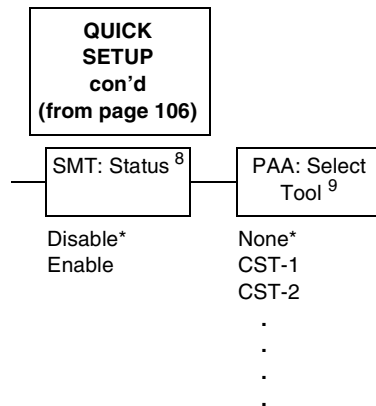 QUICK
SETUP
con'd
(from page 106)
SMT: Status 8
PAA: Select
Tool 9
Disable*
Enable
None*
CST-1
CST-2
.
.
.
.